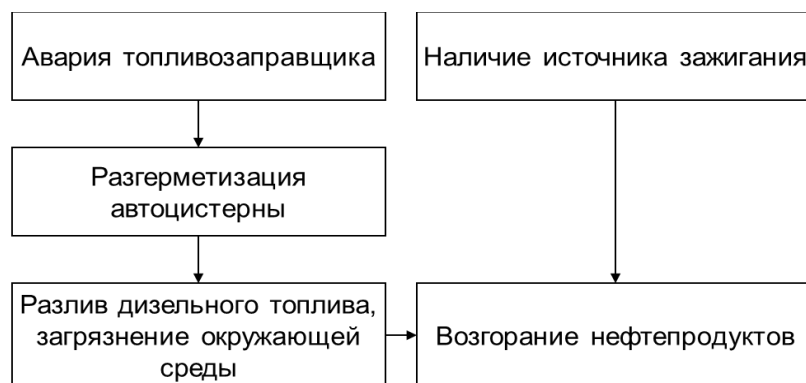 Авария топливозаправщика
Наличие источника зажигания
Разгерметизация
автоцистерны
Разлив дизельного топлива,
загрязнение окружающей
среды
Возгорание нефтепродуктов